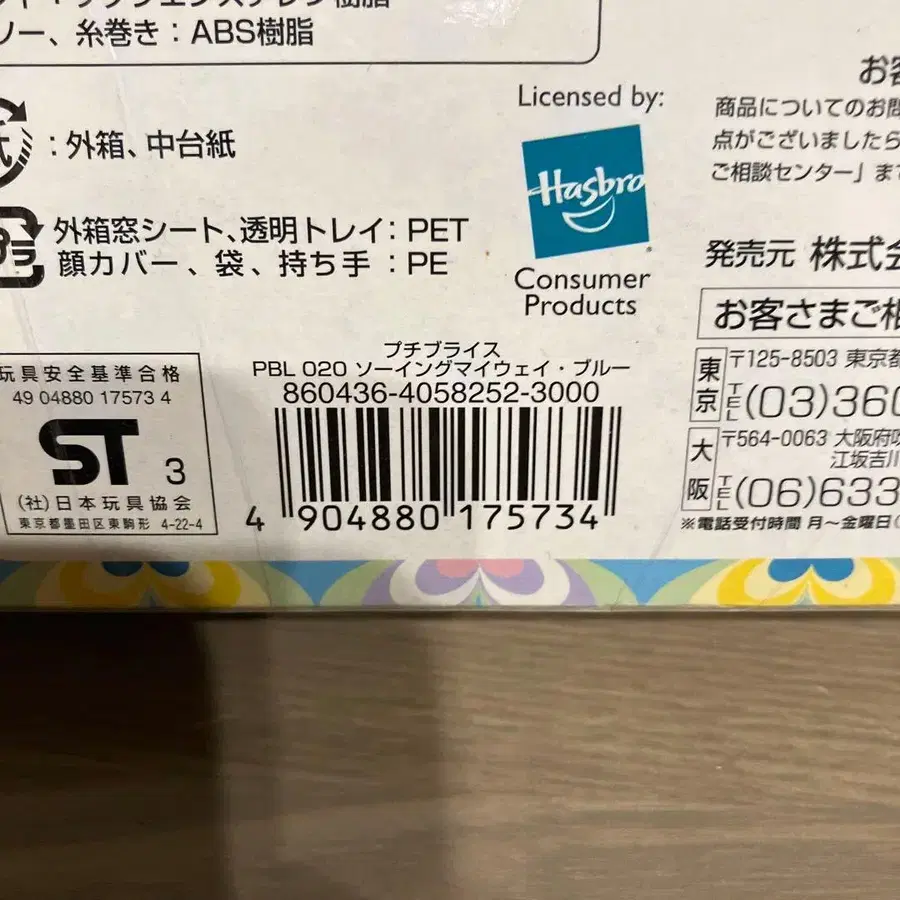 ソー、糸巻き：ABS樹脂
：外箱、中台紙
プラ
外箱窓シート、透明トレイ：PET
顔カバー、袋、持ち手：PE
Licensed by:
Hasbro
Consumer
Products
お客
商品についてのお問
点がございましたら
ご相談センター」まで
発売元 株式会
お客さまご相
東京
〒125-8503 東京都
TEL(03)360
大阪
〒564-0063 大阪府吹
江坂吉川
TEL(06)633
※電話受付時間 月～金曜日(
玩具安全基準合格
49 04880 17573 4
ST 3
(社)日本玩具協会
東京都墨田区東駒形 4-22-4
プチブライス
PBL 020 ソーイングマイウェイ・ブルー
860436-4058252-3000
4 904880 175734